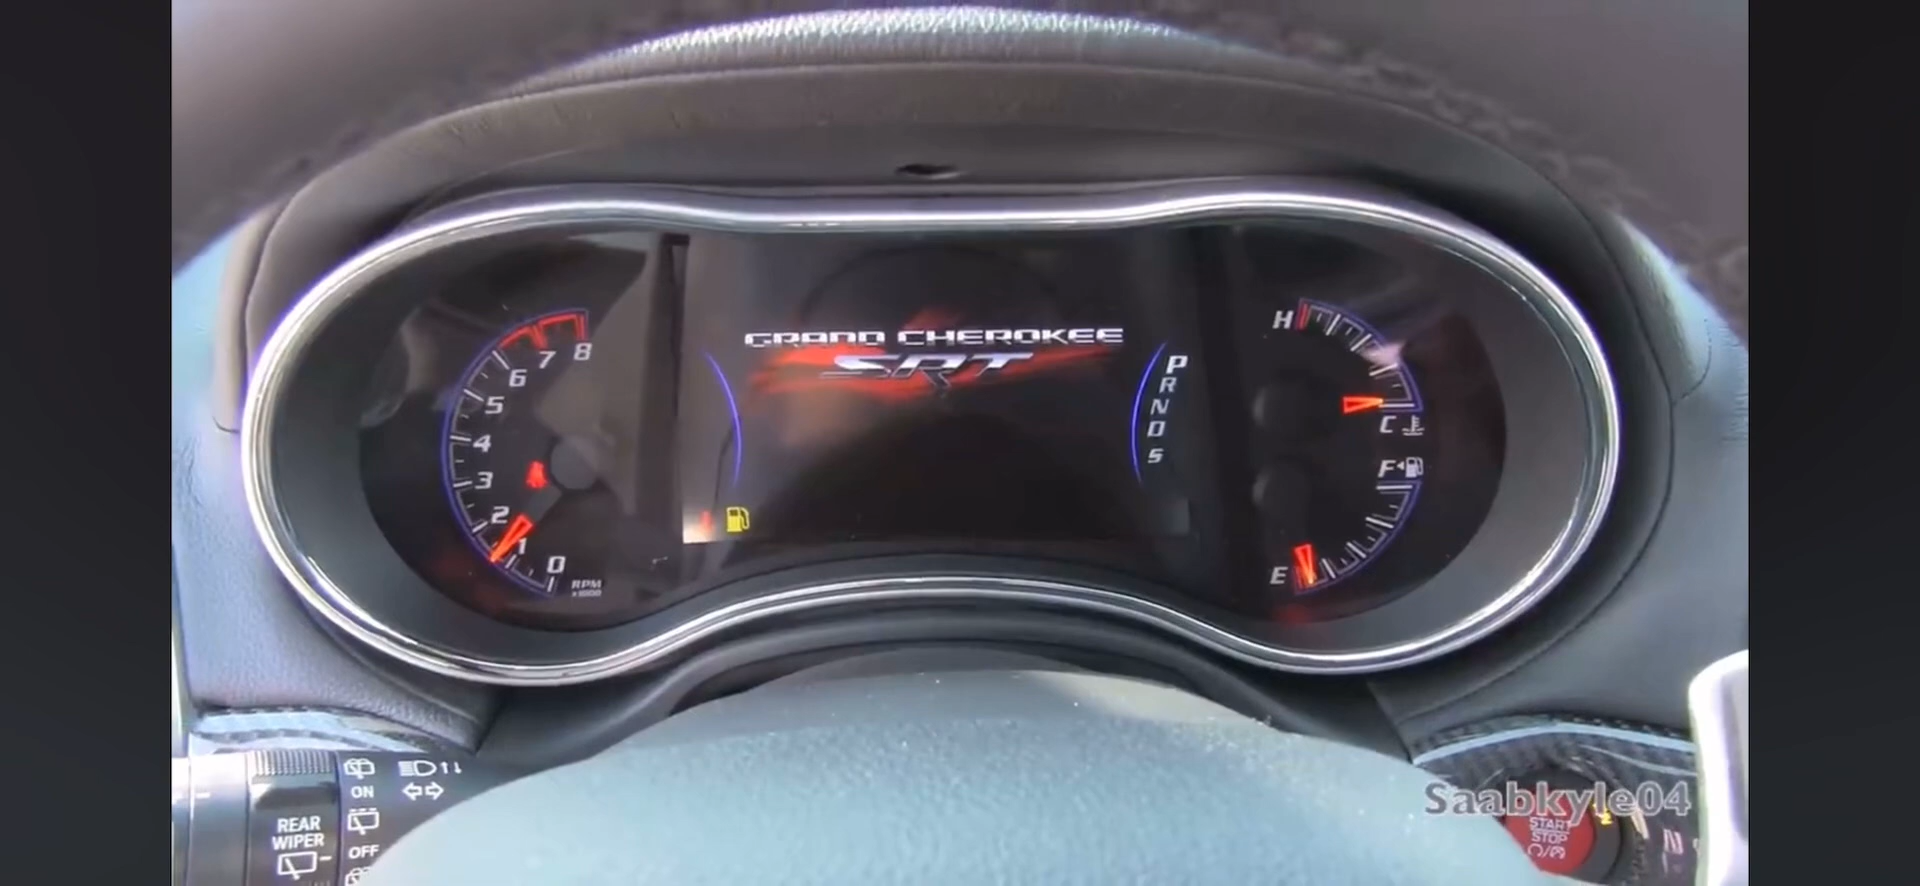 GRAND CHEROKEE
SRT
8
7
6
5
4
3
2
1
0
RPM
x1000
P
R
N
D
S
H
C
F
E
ON
REAR
WIPER
OFF
Saabkyle04
START
STOP